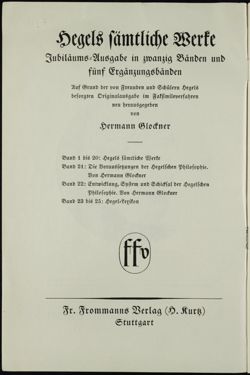 Hegels sämtliche Werke
Jubiläums-Ausgabe in zwanzig Bänden und
fünf Ergänzungsbänden
Auf Grund der von Freunden und Schülern Hegels
besorgten Originalausgabe im Faksimileverfahren
neu herausgegeben
von
Hermann Glockner
Band 1 bis 20: Hegels sämtliche Werke
Band 21: Die Voraussetzungen der Hegelschen Philosophie.
Von Hermann Glockner
Band 22: Entwicklung, System und Schicksal der Hegelschen
Philosophie. Von Hermann Glockner
Band 23 bis 25: Hegel-Lexikon
ffv
Fr. Frommanns Verlag (H. Kurtz)
Stuttgart